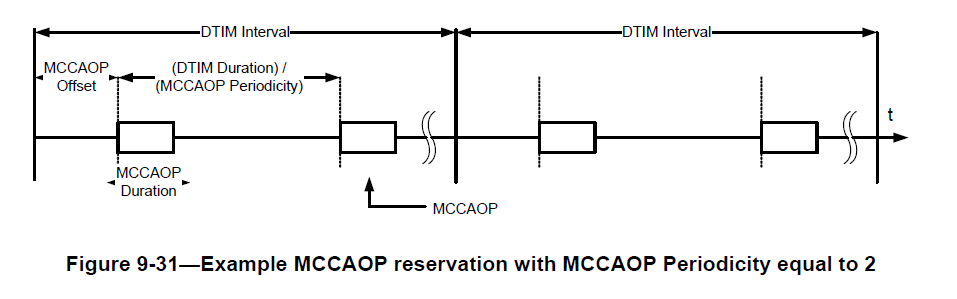 DTIM Interval
DTIM Interval
MCCAOP
Offset
(DTIM Duration) /
(MCCAOP Periodicity)
t
MCCAOP
Duration
MCCAOP
Figure 9-31—Example MCCAOP reservation with MCCAOP Periodicity equal to 2